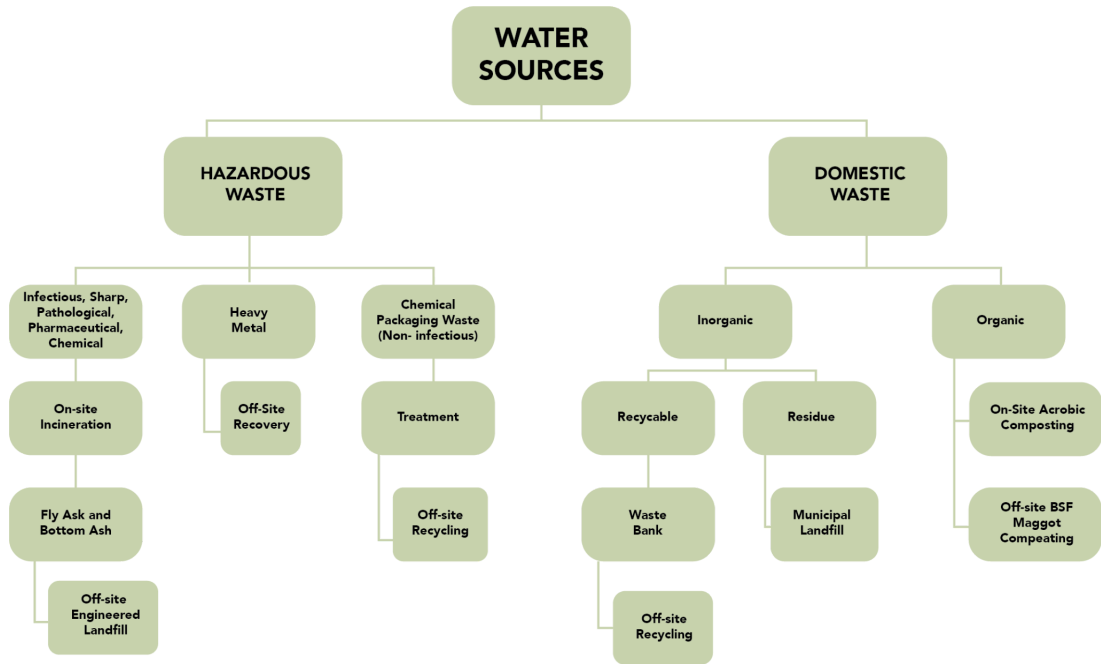 WATER
SOURCES
HAZARDOUS
WASTE
DOMESTIC
WASTE
Infectious, Sharp,
Pathological,
Pharmaceutical,
Chemical
Heavy
Metal
Chemical
Packaging Waste
(Non- infectious)
Inorganic
Organic
On-site
Incineration
Off-Site
Recovery
Treatment
Recycable
Residue
On-Site Acrobic
Composting
Fly Ask and
Bottom Ash
Off-site
Recycling
Waste
Bank
Municipal
Landfill
Off-site BSF
Maggot
Compeating
Off-site
Engineered
Landfill
Off-site
Recycling